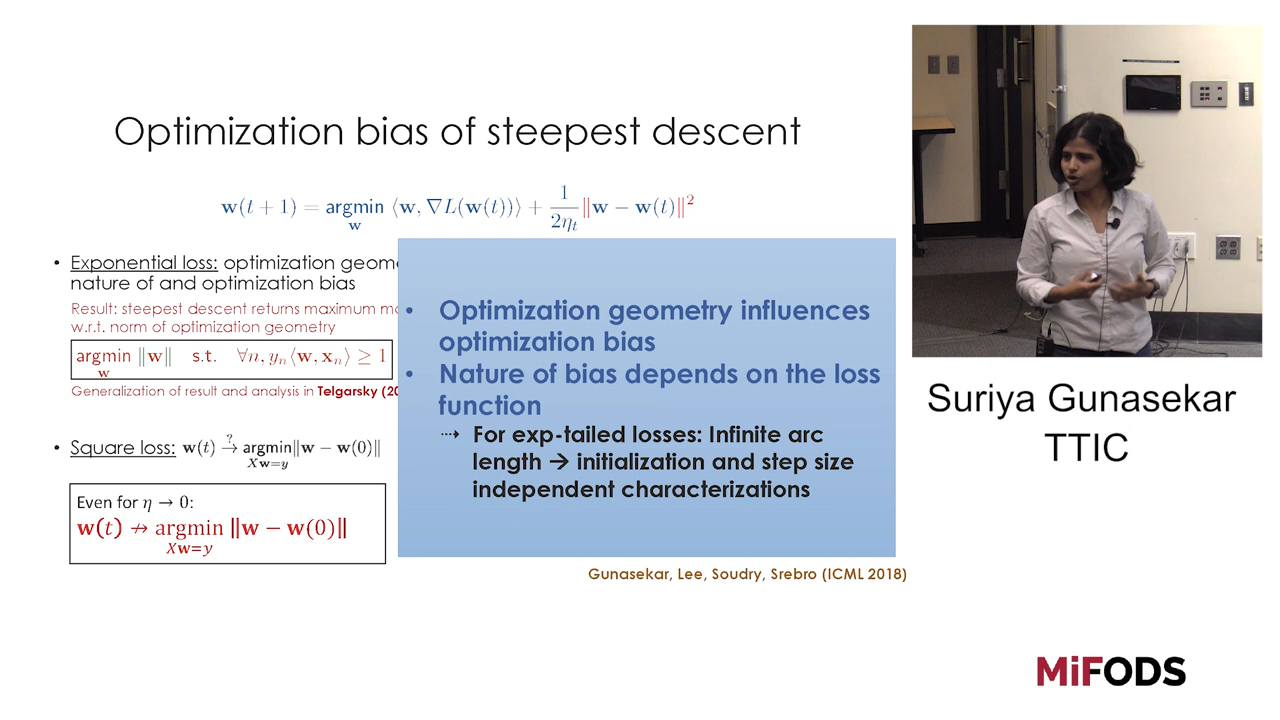 Optimization bias of steepest descent
w(t + 1) = argmin ⟨w, ∇L(w(t))⟩ + 1/2ηₜ ‖w − w(t)‖²
w
• Exponential loss: optimization geome
nature of and optimization bias
Result: steepest descent returns maximum ma
w.r.t. norm of optimization geometry
argmin ‖w‖ s.t. ∀n, yₙ⟨w, xₙ⟩ ≥ 1
w
Generalization of result and analysis in Telgarsky (20
• Square loss: w(t) →? argmin‖w − w(0)‖
Xw=y
Even for η → 0:
w(t) ↛ argmin ‖w − w(0)‖
Xw=y
• Optimization geometry influences
optimization bias
• Nature of bias depends on the loss
function
⇢ For exp-tailed losses: Infinite arc
length → initialization and step size
independent characterizations
Gunasekar, Lee, Soudry, Srebro (ICML 2018)
Suriya Gunasekar
TTIC
MiFODS